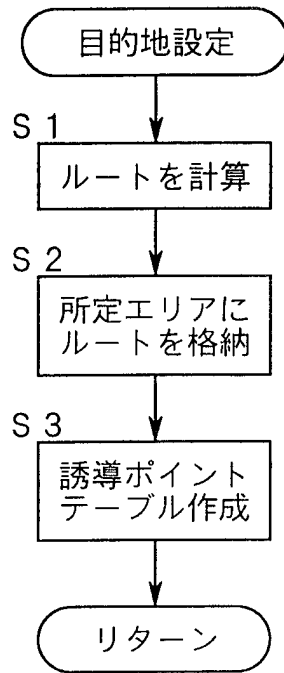 目的地設定
S 1
ルートを計算
S 2
所定エリアに
ルートを格納
S 3
誘導ポイント
テーブル作成
リターン